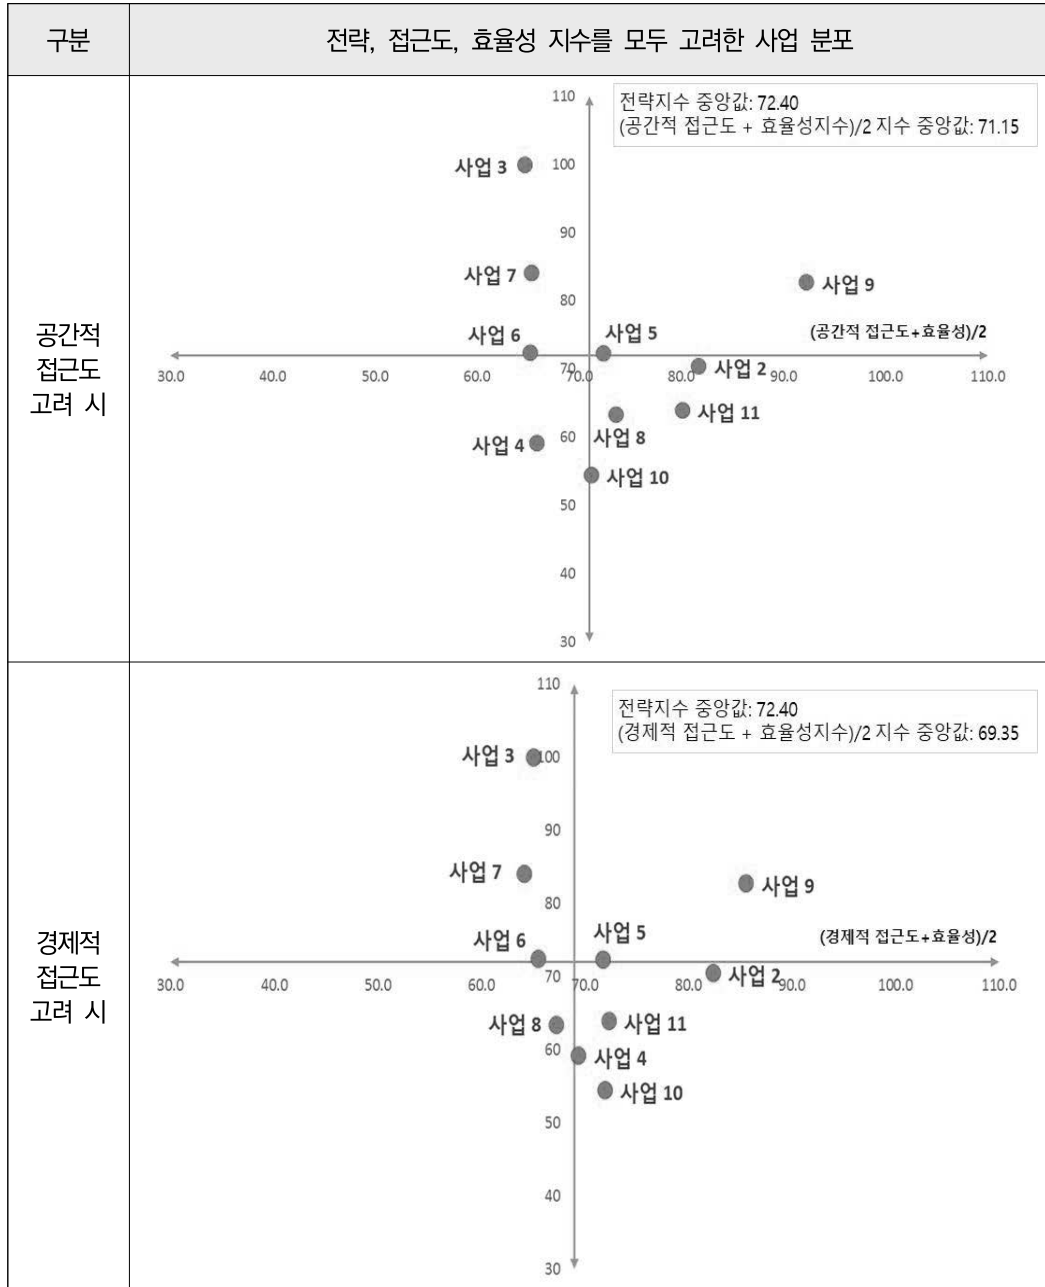 구분
전략, 접근도, 효율성 지수를 모두 고려한 사업 분포
공간적
접근도
고려 시
전략지수 중앙값: 72.40
(공간적 접근도 + 효율성지수)/2 지수 중앙값: 71.15
110
사업 3
100
90
사업 7
사업 9
80
사업 6
사업 5
(공간적 접근도+효율성)/2
70
사업 2
30.0
40.0
50.0
60.0
70.0
80.0
90.0
100.0
110.0
사업 11
사업 4
60
사업 8
사업 10
50
40
30
경제적
접근도
고려 시
110
전략지수 중앙값: 72.40
(경제적 접근도 + 효율성지수)/2 지수 중앙값: 69.35
사업 3
100
90
사업 7
사업 9
80
사업 6
사업 5
(경제적 접근도+효율성)/2
70
사업 2
30.0
40.0
50.0
60.0
70.0
80.0
90.0
100.0
110.0
사업 8
사업 11
60
사업 4
사업 10
50
40
30